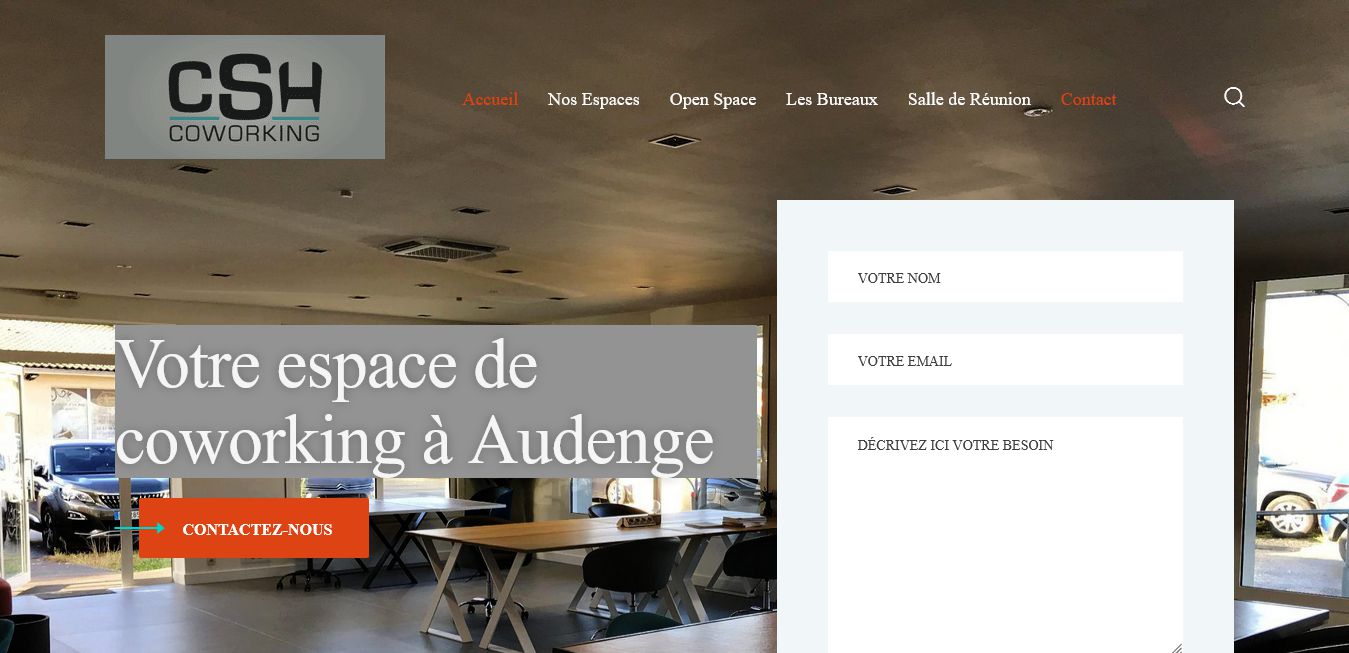 CSH
COWORKING
Accueil Nos Espaces Open Space Les Bureaux Salle de Réunion Contact
Votre espace de
coworking à Audenge
CONTACTEZ-NOUS
VOTRE NOM
VOTRE EMAIL
DÉCRIVEZ ICI VOTRE BESOIN